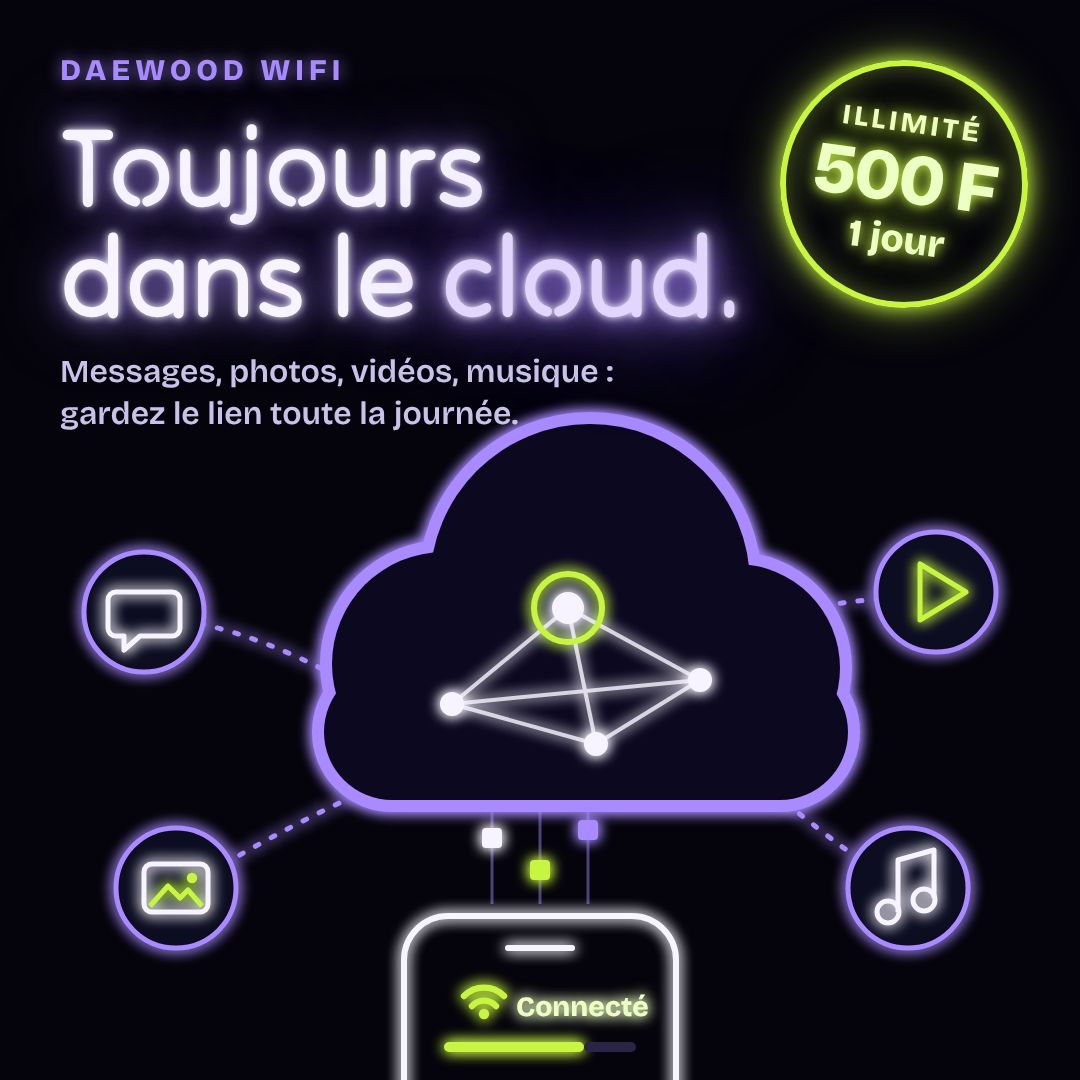 DAEWOOD WIFI
Toujours
dans le cloud.
Messages, photos, vidéos, musique :
gardez le lien toute la journée.
ILLIMITÉ
500 F
1 jour
Connecté